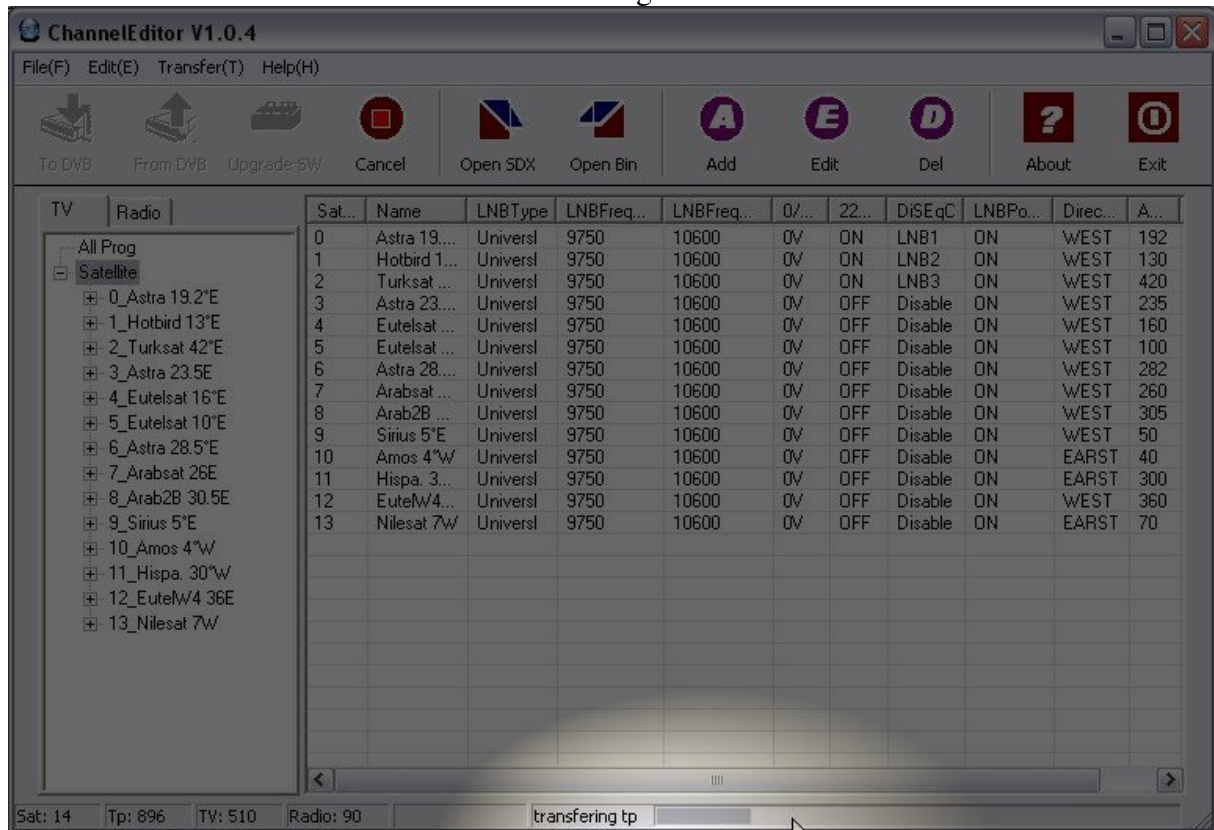 ChannelEditor V1.0.4
File(F) Edit(E) Transfer(T) Help(H)
To DVB From DVB Upgrade SW Cancel Open SDX Open Bin Add Edit Del About Exit
TV Radio
All Prog
Satellite
0_Astra 19.2°E
1_Hotbird 13°E
2_Turksat 42°E
3_Astra 23.5E
4_Eutelsat 16°E
5_Eutelsat 10°E
6_Astra 28.5°E
7_Arabsat 26E
8_Arab2B 30.5E
9_Sirius 5°E
10_Amos 4°W
11_Hispa. 30°W
12_EutelW4 36E
13_Nilesat 7W
Sat... Name LNBType LNBFreq... LNBFreq... 0/... 22... DiSEqC LNBPo... Direc... A...
0 Astra 19.... Universl 9750 10600 0V ON LNB1 ON WEST 192
1 Hotbird 1... Universl 9750 10600 0V ON LNB2 ON WEST 130
2 Turksat ... Universl 9750 10600 0V ON LNB3 ON WEST 420
3 Astra 23.... Universl 9750 10600 0V OFF Disable ON WEST 235
4 Eutelsat ... Universl 9750 10600 0V OFF Disable ON WEST 160
5 Eutelsat ... Universl 9750 10600 0V OFF Disable ON WEST 100
6 Astra 28.... Universl 9750 10600 0V OFF Disable ON WEST 282
7 Arabsat ... Universl 9750 10600 0V OFF Disable ON WEST 260
8 Arab2B ... Universl 9750 10600 0V OFF Disable ON WEST 305
9 Sirius 5°E Universl 9750 10600 0V OFF Disable ON WEST 50
10 Amos 4°W Universl 9750 10600 0V OFF Disable ON EARST 40
11 Hispa. 3... Universl 9750 10600 0V OFF Disable ON EARST 300
12 EutelW4... Universl 9750 10600 0V OFF Disable ON WEST 360
13 Nilesat 7W Universl 9750 10600 0V OFF Disable ON EARST 70
Sat: 14 Tp: 896 TV: 510 Radio: 90 transfering tp